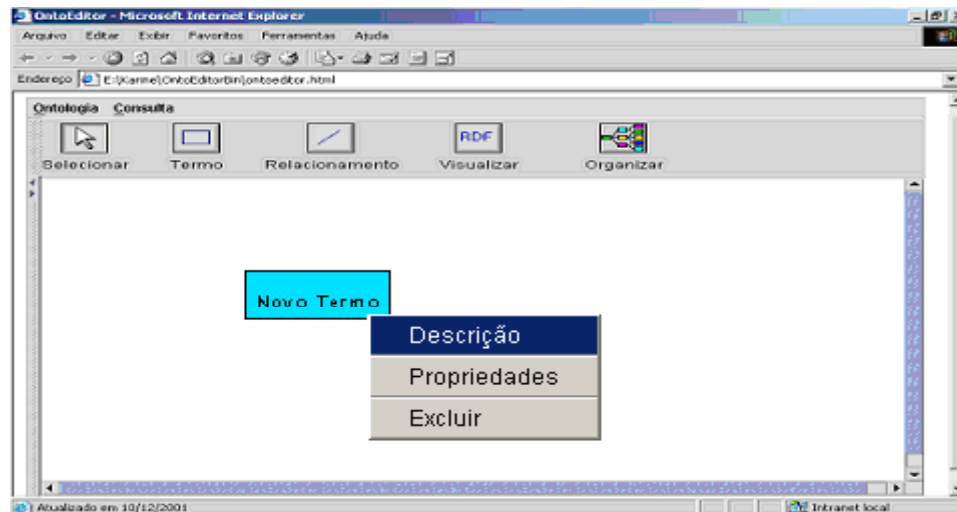 OntoEditor - Microsoft Internet Explorer
Arquivo Editar Exibir Favoritos Ferramentas Ajuda
Endereço E:\Karine\OntoEditorBin\ontoeditor.html
Ontologia Consulta
RDF
Selecionar Termo Relacionamento Visualizar Organizar
Novo Termo
Descrição
Propriedades
Excluir
Atualizado em 10/12/2001 Intranet local